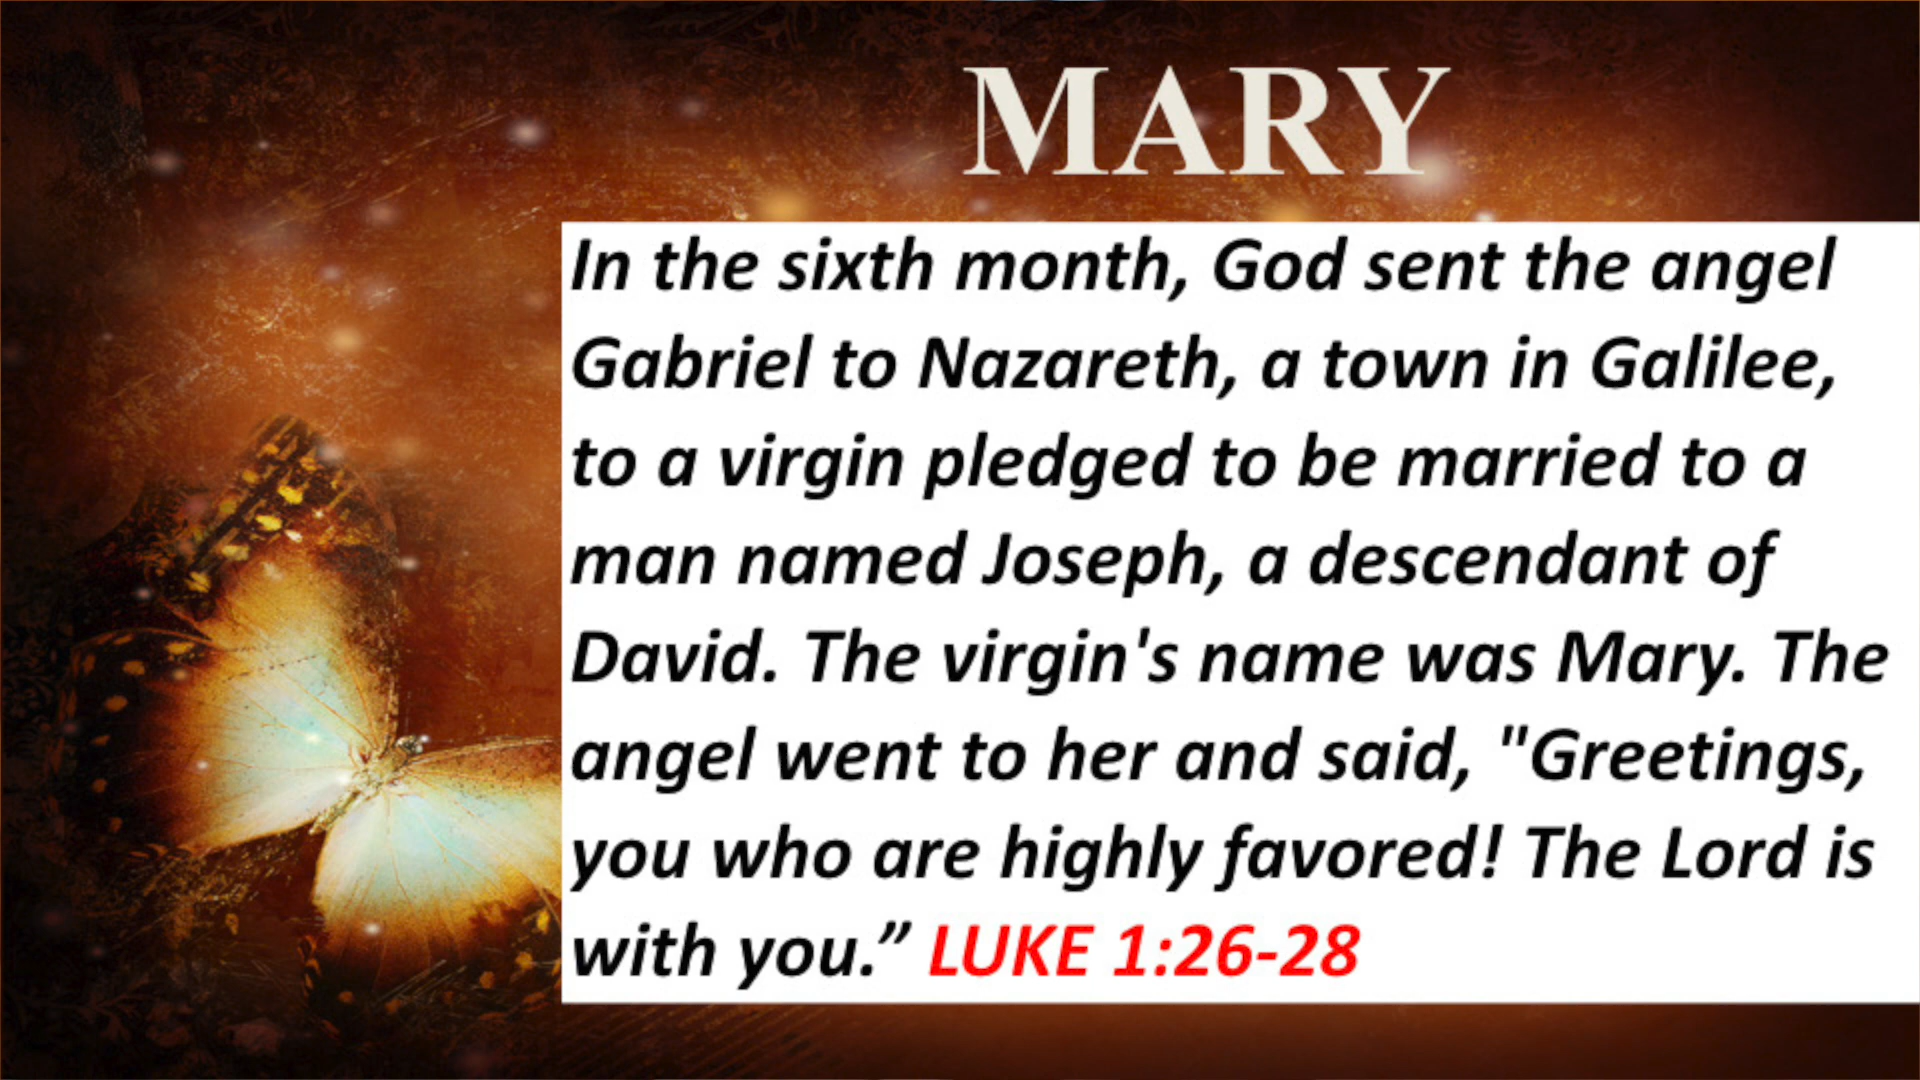 MARY
In the sixth month, God sent the angel
Gabriel to Nazareth, a town in Galilee,
to a virgin pledged to be married to a
man named Joseph, a descendant of
David. The virgin's name was Mary. The
angel went to her and said, "Greetings,
you who are highly favored! The Lord is
with you.” LUKE 1:26-28